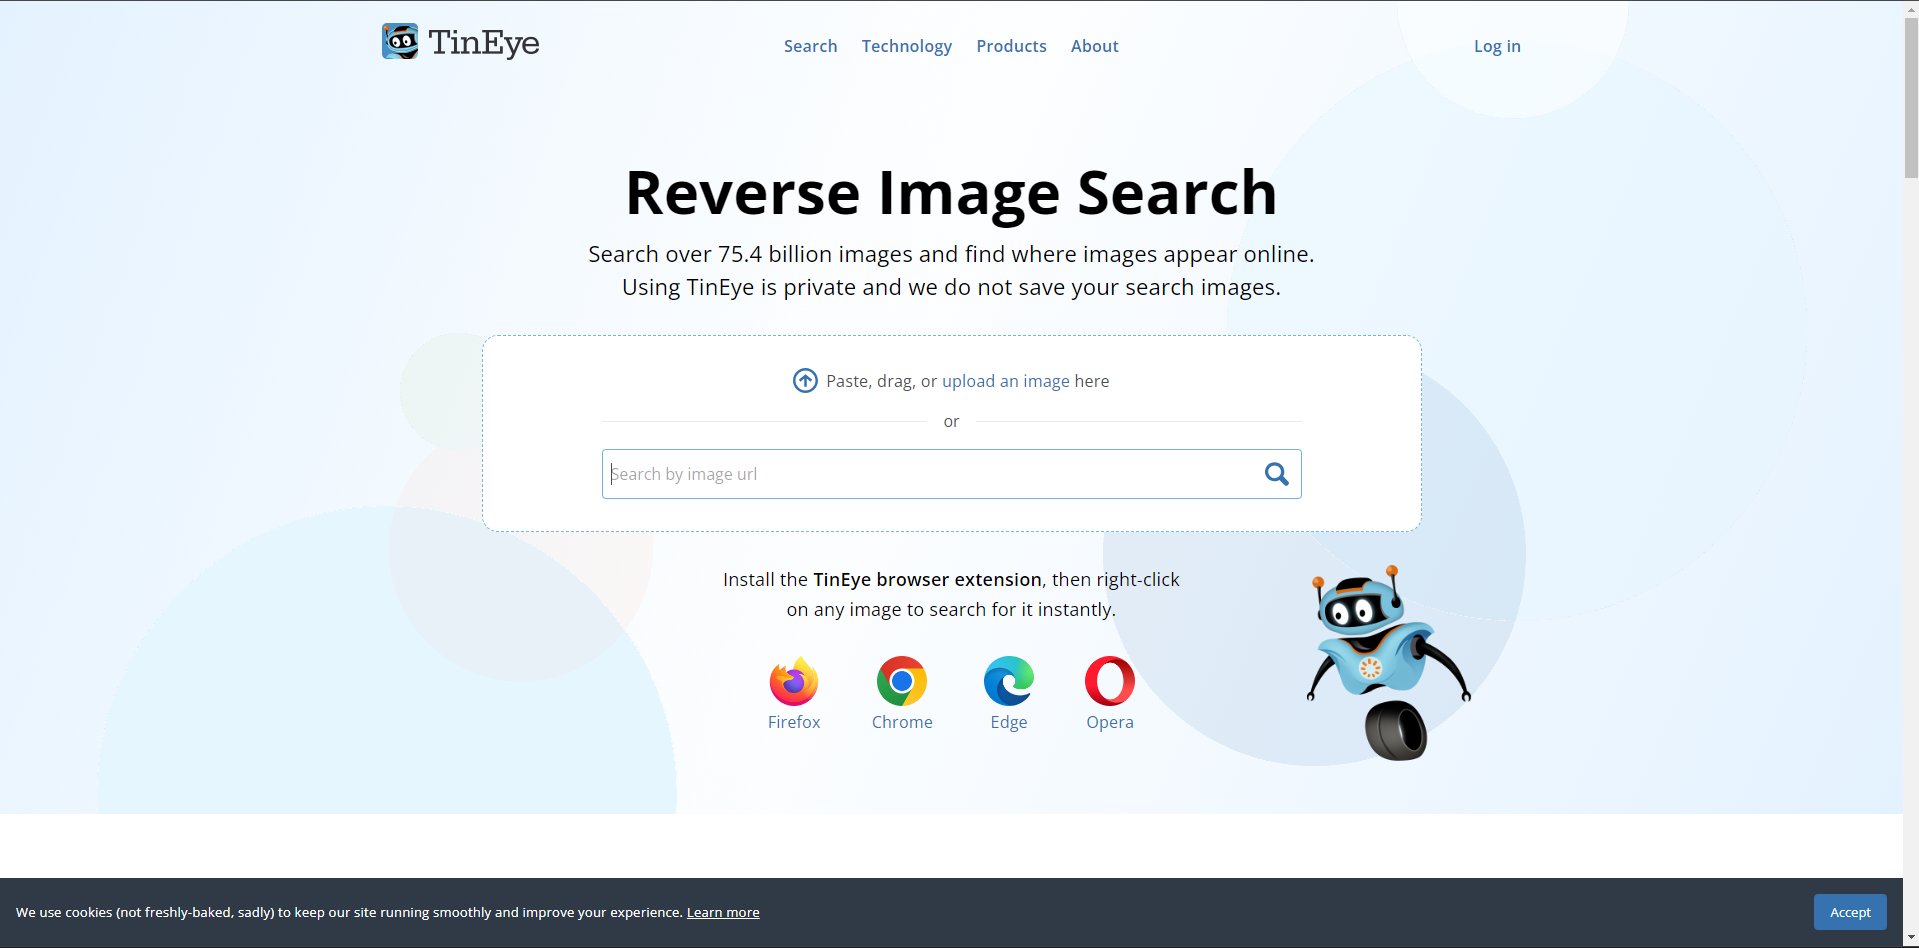 TinEye
Search
Technology
Products
About
Log in
Reverse Image Search
Search over 75.4 billion images and find where images appear online.
Using TinEye is private and we do not save your search images.
Paste, drag, or upload an image here
or
Search by image url
Install the TinEye browser extension, then right-click
on any image to search for it instantly.
Firefox
Chrome
Edge
Opera
We use cookies (not freshly-baked, sadly) to keep our site running smoothly and improve your experience. Learn more
Accept